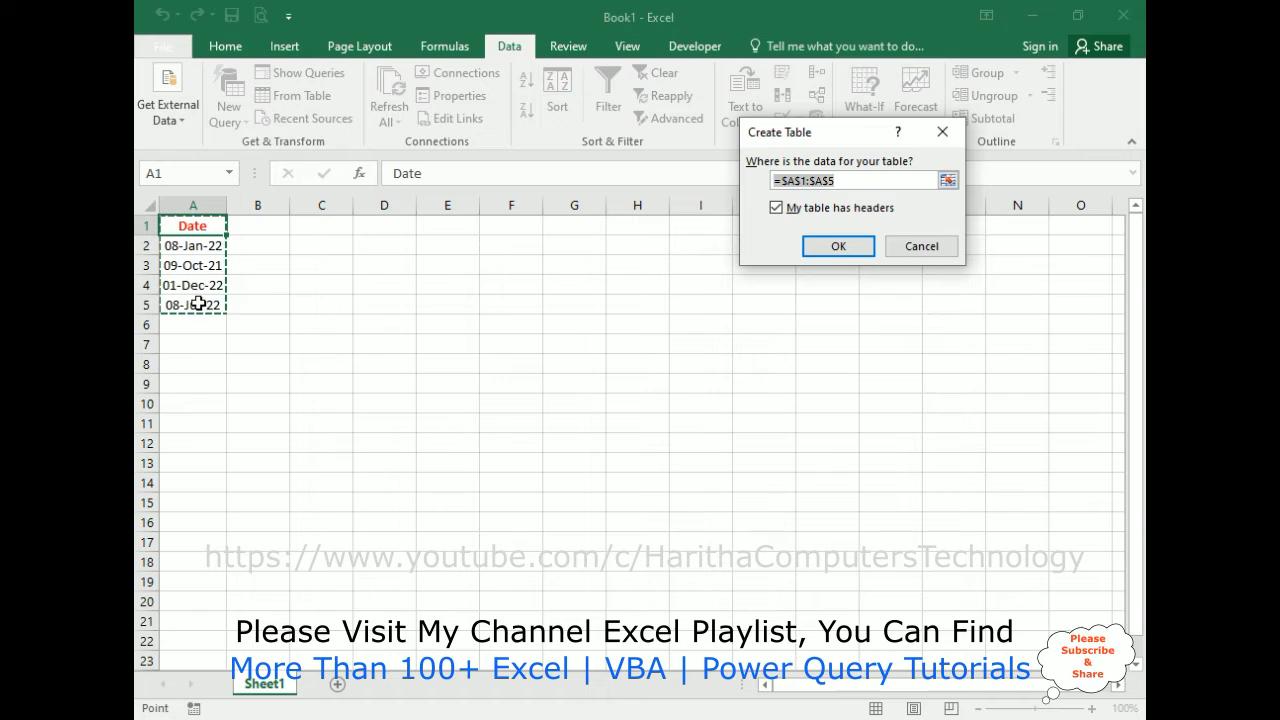 Book1 - Excel
File Home Insert Page Layout Formulas Data Review View Developer Tell me what you want to do... Sign in Share
Get External Data
New Query
Show Queries
From Table
Recent Sources
Get & Transform
Refresh All
Connections
Properties
Edit Links
Connections
Sort
Filter
Clear
Reapply
Advanced
Sort & Filter
Text to
What-If
Forecast
Group
Ungroup
Subtotal
Outline
Create Table ?
Where is the data for your table?
=$A$1:$A$5
My table has headers
OK Cancel
A1 fx Date
A B C D E F G H I N O
1 Date
2 08-Jan-22
3 09-Oct-21
4 01-Dec-22
5
6
7
8
9
10
11
12
13
14
15
16
17
18
19
20
21
22
23
https://www.youtube.com/c/HarithaComputersTechnology
Please Visit My Channel Excel Playlist, You Can Find
More Than 100+ Excel | VBA | Power Query Tutorials
Please
Subscribe
&
Share
Sheet1
Point
100%